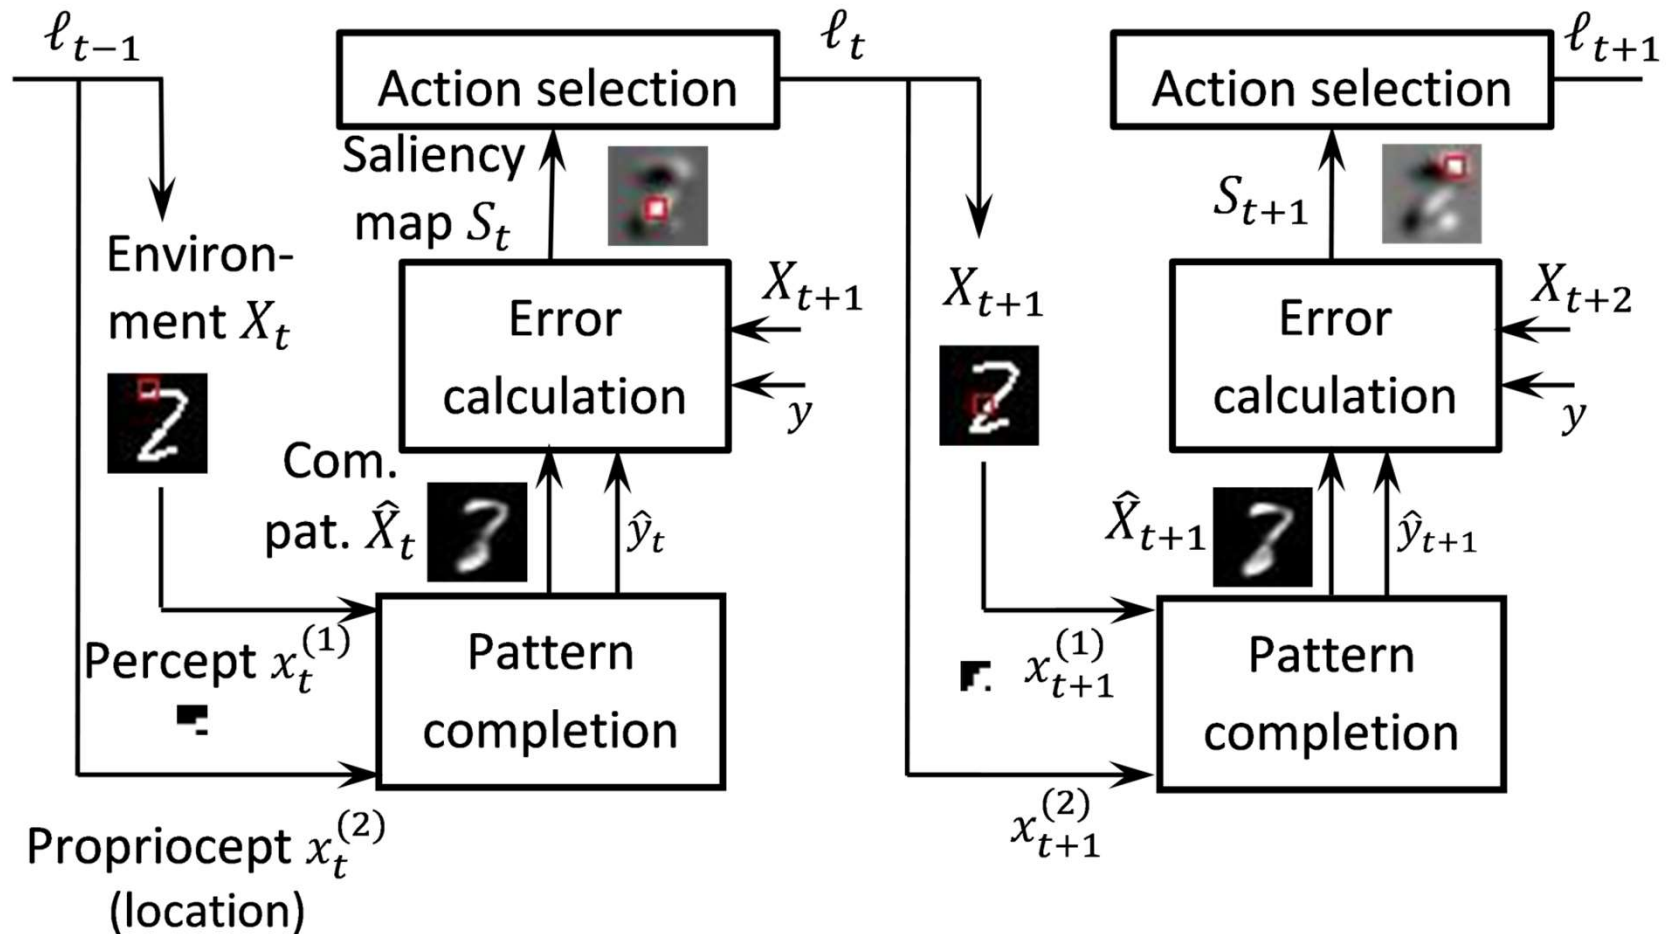 ℓ_{t−1}
Action selection
ℓ_t
Action selection
ℓ_{t+1}
Saliency
map S_t
S_{t+1}
Environ-
ment X_t
Error
calculation
X_{t+1}
y
X_{t+1}
Error
calculation
X_{t+2}
y
Com.
pat. X̂_t
ŷ_t
X̂_{t+1}
ŷ_{t+1}
Percept x_t^{(1)}
Pattern
completion
x_{t+1}^{(1)}
Pattern
completion
Propriocept x_t^{(2)}
(location)
x_{t+1}^{(2)}